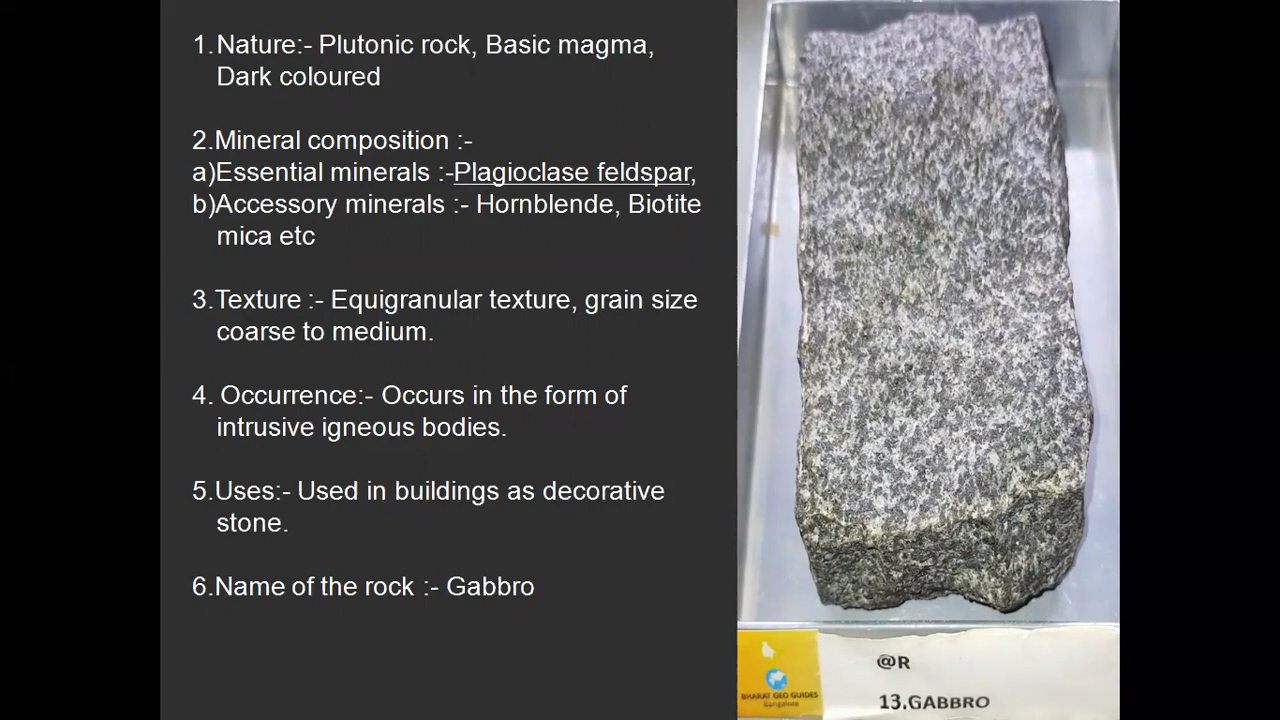 1. Nature:- Plutonic rock, Basic magma,
Dark coloured
2.Mineral composition :-
a)Essential minerals :-Plagioclase feldspar,
b)Accessory minerals :- Hornblende, Biotite
mica etc
3.Texture :- Equigranular texture, grain size
coarse to medium.
4. Occurrence:- Occurs in the form of
intrusive igneous bodies.
5.Uses:- Used in buildings as decorative
stone.
6.Name of the rock :- Gabbro
@R
13.GABBRO
BHARAT GEO GUIDES
Bangalore